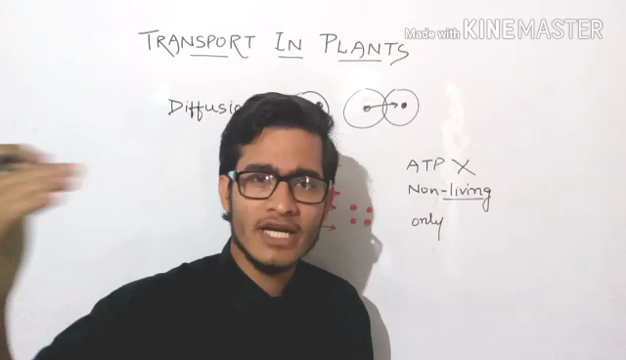 Made with KINEMASTER
TRANSPORT IN PLANTS
ATP X
Non-living
only